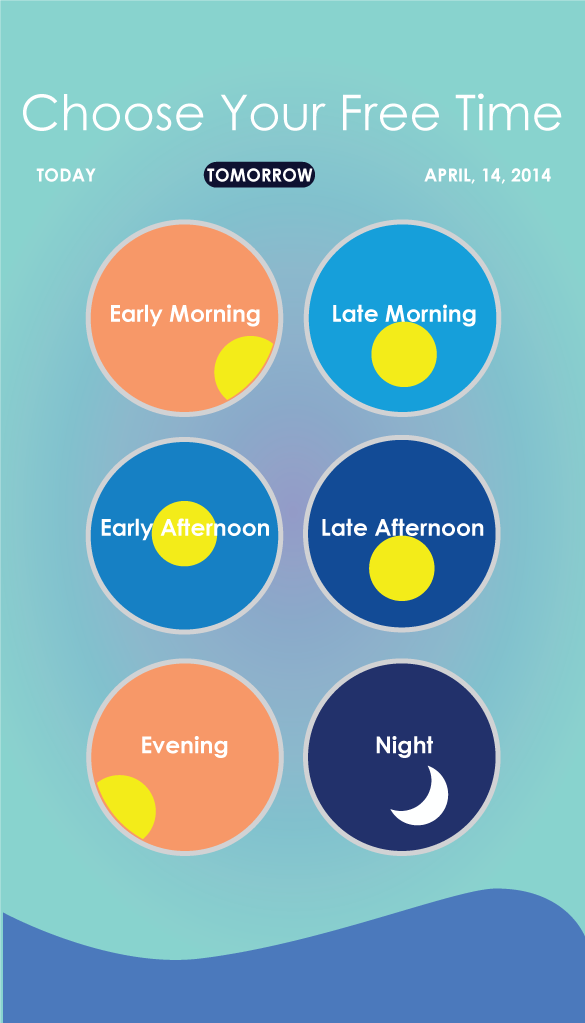 Choose Your Free Time
TODAY TOMORROW APRIL, 14, 2014
Early Morning
Late Morning
Early Afternoon
Late Afternoon
Evening
Night